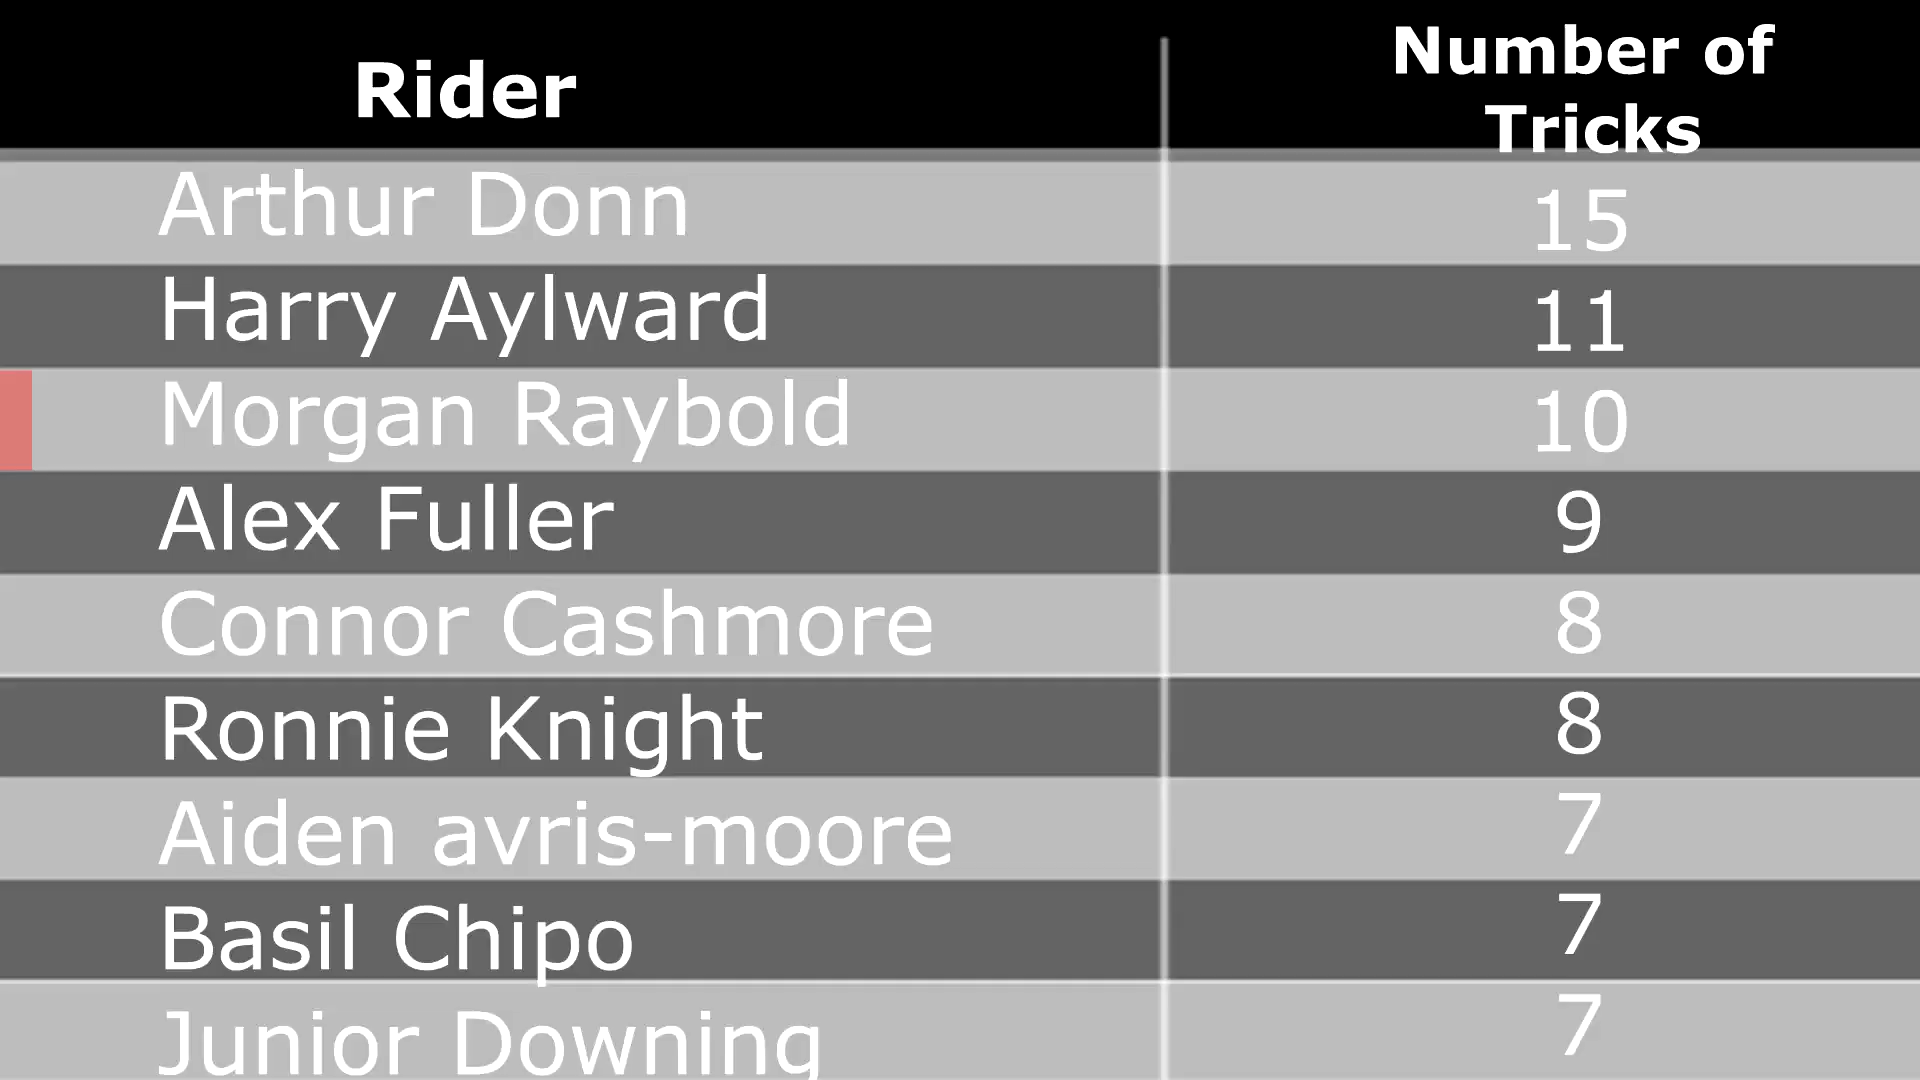 Rider
Number of
Tricks
Arthur Donn 15
Harry Aylward 11
Morgan Raybold 10
Alex Fuller 9
Connor Cashmore 8
Ronnie Knight 8
Aiden avris-moore 7
Basil Chipo 7
Junior Downing 7